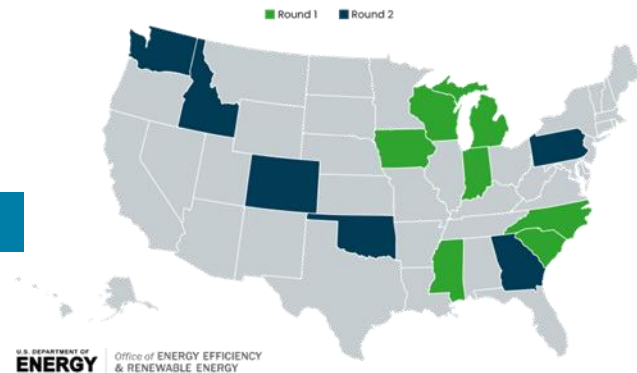 Round 1 Round 2
U.S. DEPARTMENT OF
ENERGY
Office of ENERGY EFFICIENCY
& RENEWABLE ENERGY